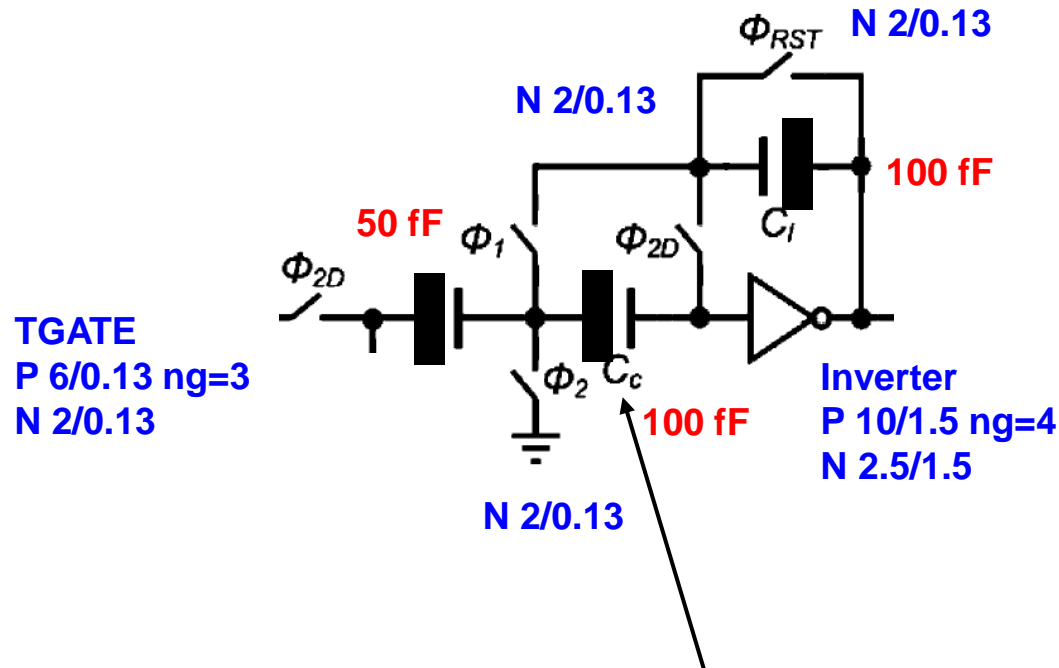 Φ_RST
N 2/0.13
N 2/0.13
100 fF
C_i
50 fF
Φ_1
Φ_2D
Φ_2D
TGATE
P 6/0.13 ng=3
N 2/0.13
Φ_2
C_c
100 fF
Inverter
P 10/1.5 ng=4
N 2.5/1.5
N 2/0.13